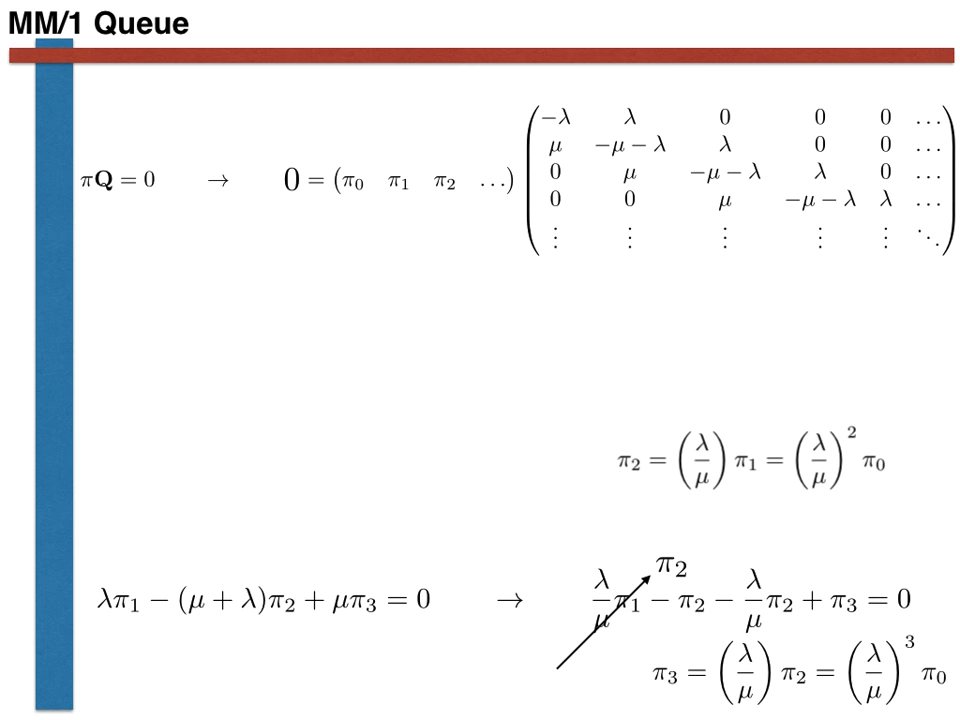 MM/1 Queue
πQ = 0 → 0 = (π₀ π₁ π₂ …) ( −λ λ 0 0 0 …
μ −μ − λ λ 0 0 …
0 μ −μ − λ λ 0 …
0 0 μ −μ − λ λ …
⋮ ⋮ ⋮ ⋮ ⋮ ⋱ )
π₂ = (λ/μ) π₁ = (λ/μ)² π₀
π₂
λπ₁ − (μ + λ)π₂ + μπ₃ = 0 → λ/μ π₁ − π₂ − λ/μ π₂ + π₃ = 0
π₃ = (λ/μ) π₂ = (λ/μ)³ π₀